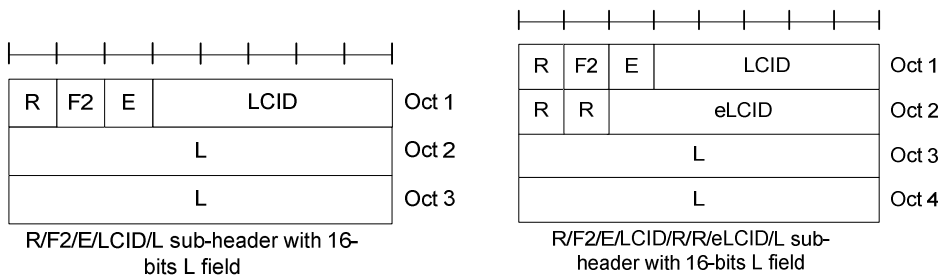 R F2 E LCID Oct 1
L Oct 2
L Oct 3
R/F2/E/LCID/L sub-header with 16-
bits L field
R F2 E LCID Oct 1
R R eLCID Oct 2
L Oct 3
L Oct 4
R/F2/E/LCID/R/R/eLCID/L sub-
header with 16-bits L field